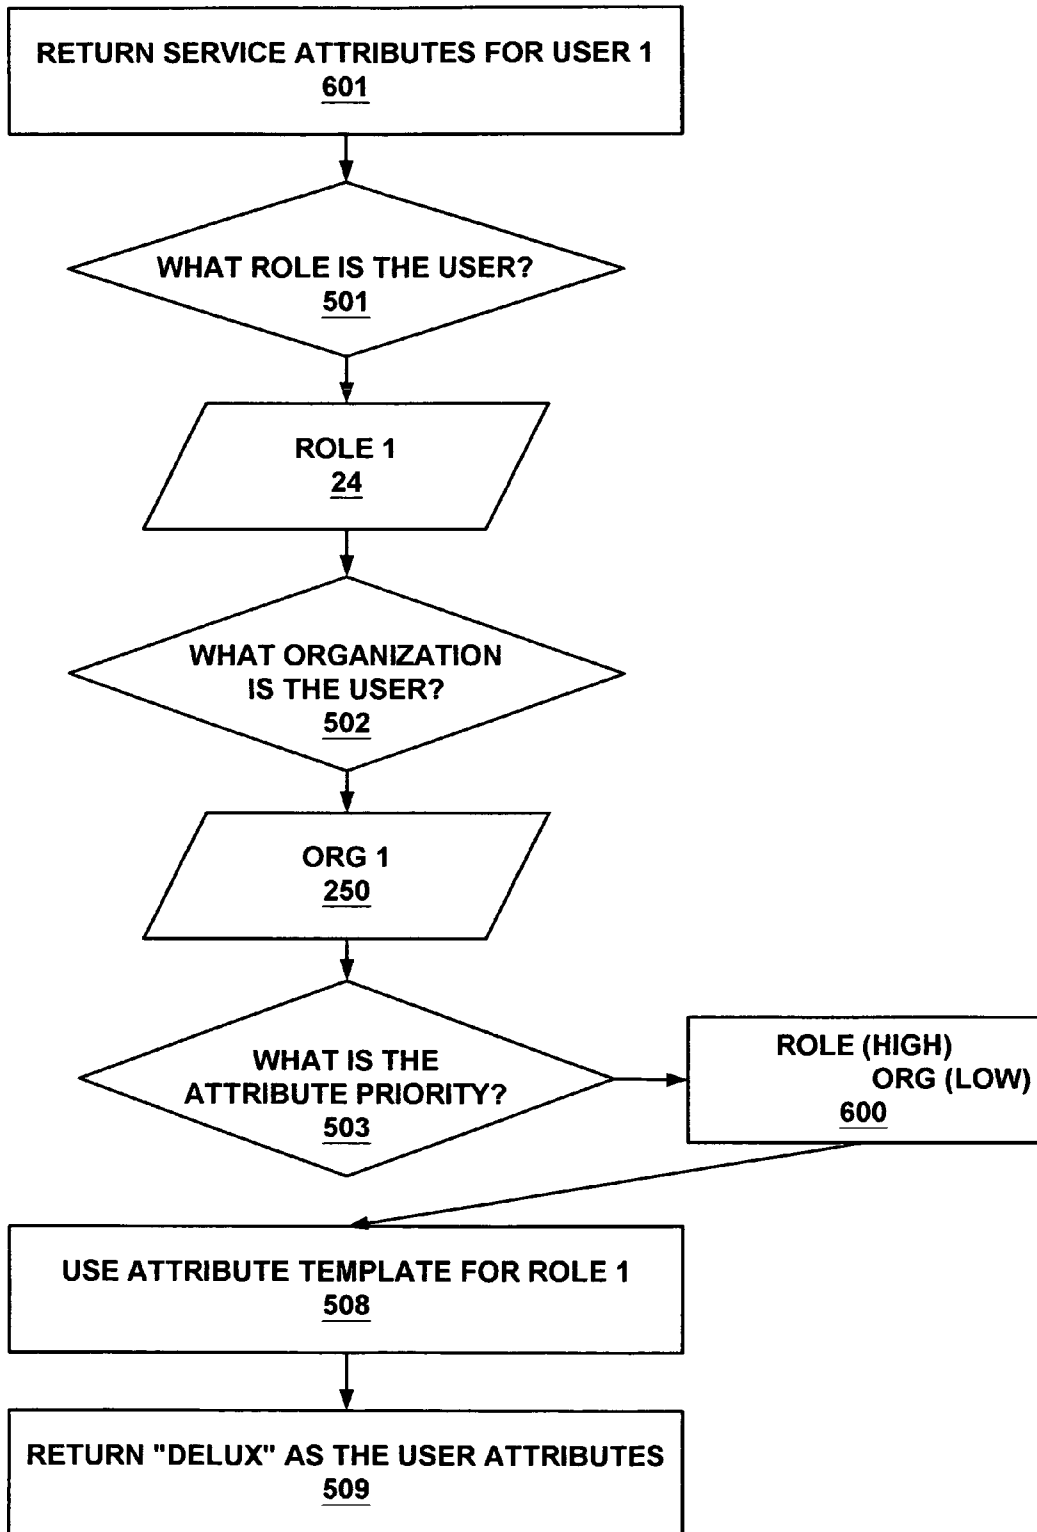 RETURN SERVICE ATTRIBUTES FOR USER 1
601
WHAT ROLE IS THE USER?
501
ROLE 1
24
WHAT ORGANIZATION
IS THE USER?
502
ORG 1
250
WHAT IS THE
ATTRIBUTE PRIORITY?
503
ROLE (HIGH)
ORG (LOW)
600
USE ATTRIBUTE TEMPLATE FOR ROLE 1
508
RETURN "DELUX" AS THE USER ATTRIBUTES
509